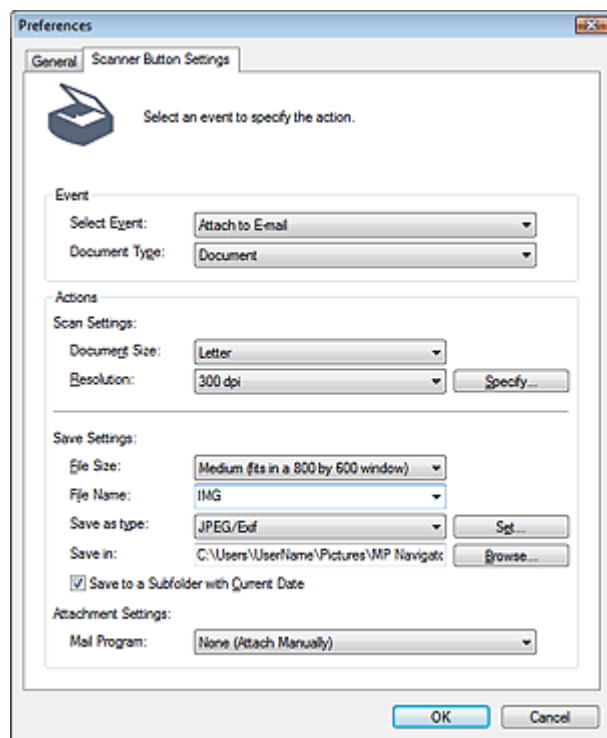 Preferences
General Scanner Button Settings
Select an event to specify the action.
Event
Select Event: Attach to E-mail
Document Type: Document
Actions
Scan Settings:
Document Size: Letter
Resolution: 300 dpi Specify...
Save Settings:
File Size: Medium (fits in a 800 by 600 window)
File Name: IMG
Save as type: JPEG/Exif Set...
Save in: C:\Users\UserName\Pictures\MP Navigato Browse...
Save to a Subfolder with Current Date
Attachment Settings:
Mail Program: None (Attach Manually)
OK Cancel